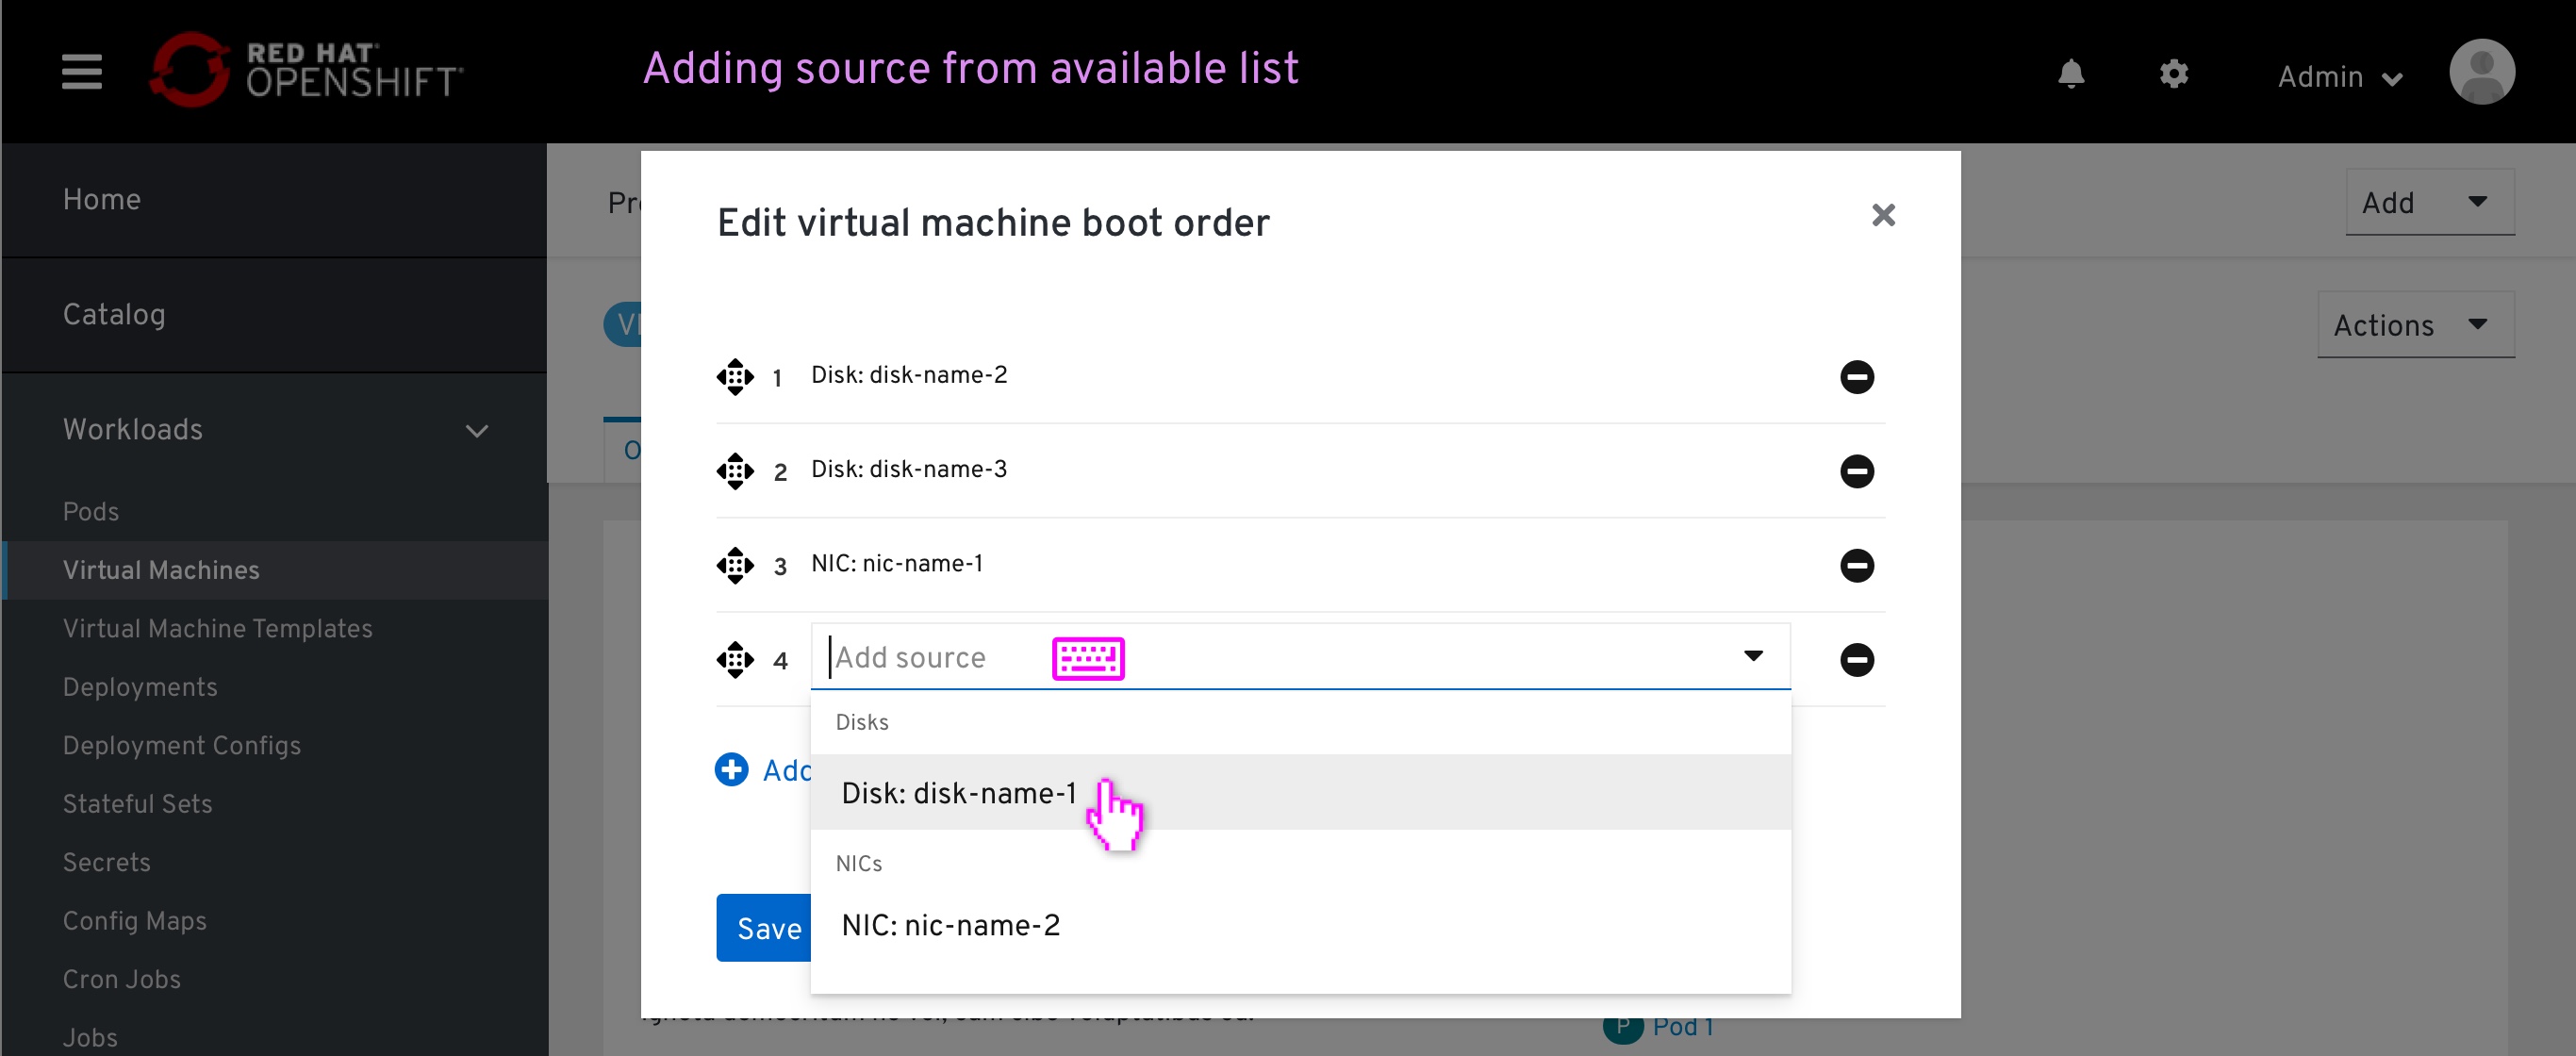 RED HAT
OPENSHIFT
Adding source from available list
Admin
Home
Catalog
Workloads
Pods
Virtual Machines
Virtual Machine Templates
Deployments
Deployment Configs
Stateful Sets
Secrets
Config Maps
Cron Jobs
Jobs
Add
Actions
Edit virtual machine boot order
1 Disk: disk-name-2
2 Disk: disk-name-3
3 NIC: nic-name-1
4 Add source
Disks
Disk: disk-name-1
NICs
NIC: nic-name-2
Add
Save
P Pod 1